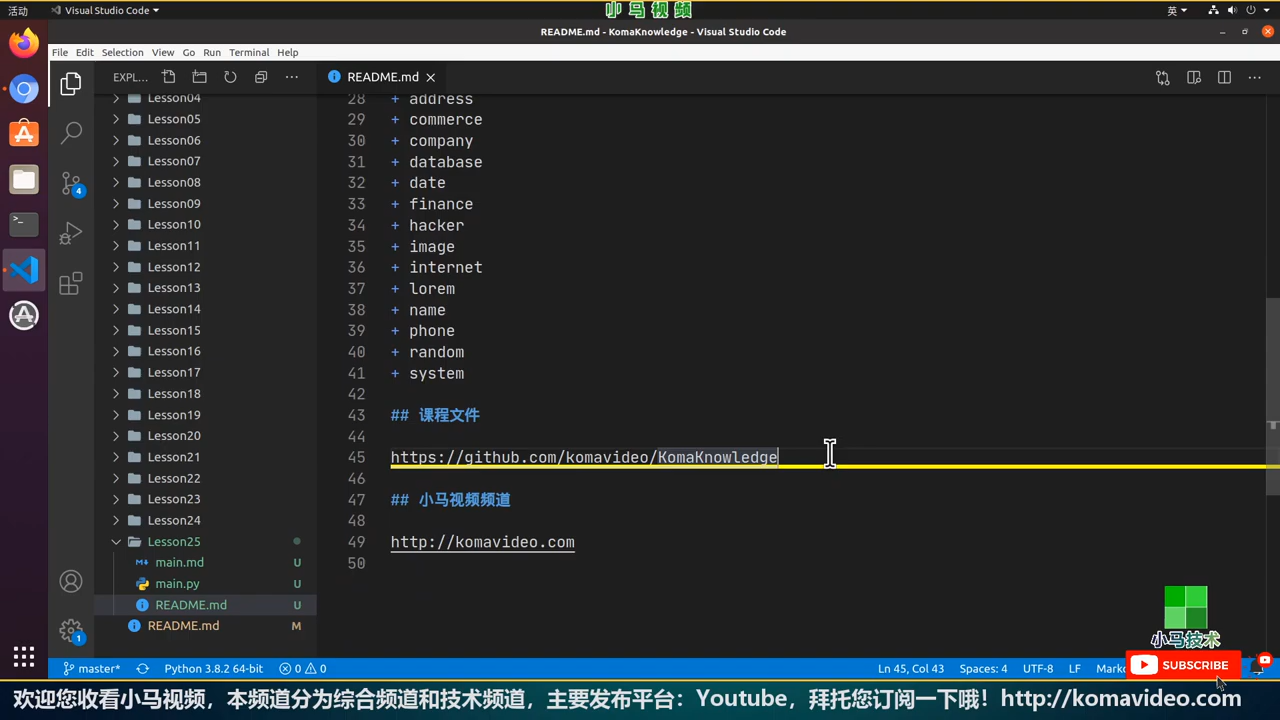 活动
Visual Studio Code
小马视频
英
README.md - KomaKnowledge - Visual Studio Code
File Edit Selection View Go Run Terminal Help
EXPL... README.md
Lesson04
Lesson05
Lesson06
Lesson07
Lesson08
Lesson09
Lesson10
Lesson11
Lesson12
Lesson13
Lesson14
Lesson15
Lesson16
Lesson17
Lesson18
Lesson19
Lesson20
Lesson21
Lesson22
Lesson23
Lesson24
Lesson25
main.md U
main.py U
README.md U
README.md M
4
1
28 + address
29 + commerce
30 + company
31 + database
32 + date
33 + finance
34 + hacker
35 + image
36 + internet
37 + lorem
38 + name
39 + phone
40 + random
41 + system
42
43 ## 课程文件
44
45 https://github.com/komavideo/KomaKnowledge
46
47 ## 小马视频频道
48
49 http://komavideo.com
50
小马技术
SUBSCRIBE
master* Python 3.8.2 64-bit 0 0 Ln 45, Col 43 Spaces: 4 UTF-8 LF Marko
欢迎您收看小马视频，本频道分为综合频道和技术频道，主要发布平台：Youtube，拜托您订阅一下哦！http://komavideo.com